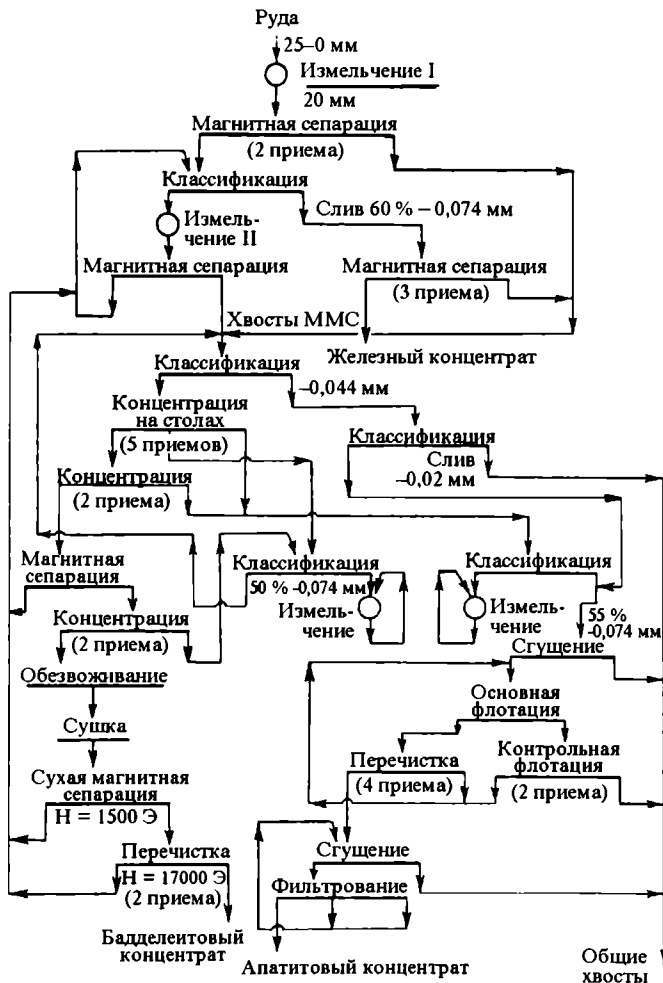 Руда
25–0 мм
Измельчение I
20 мм
Магнитная сепарация
(2 приема)
Классификация
Слив 60 % – 0,074 мм
Измель-
чение II
Магнитная сепарация
Магнитная сепарация
(3 приема)
Хвосты ММС
Железный концентрат
Классификация
–0,044 мм
Концентрация
на столах
(5 приемов)
Классификация
Слив
–0,02 мм
Концентрация
(2 приема)
Магнитная
сепарация
Классификация
50 % -0,074 мм
Измель-
чение
Классификация
Измель-
чение
55 %
-0,074 мм
Концентрация
(2 приема)
Сгущение
Обезвоживание
Основная
флотация
Сушка
Перечистка
(4 приема)
Контрольная
флотация
(2 приема)
Сухая магнитная
сепарация
Н = 1500 Э
Перечистка
Н = 17000 Э
(2 приема)
Сгущение
Фильтрование
Бадделеитовый
концентрат
Апатитовый концентрат
Общие
хвосты